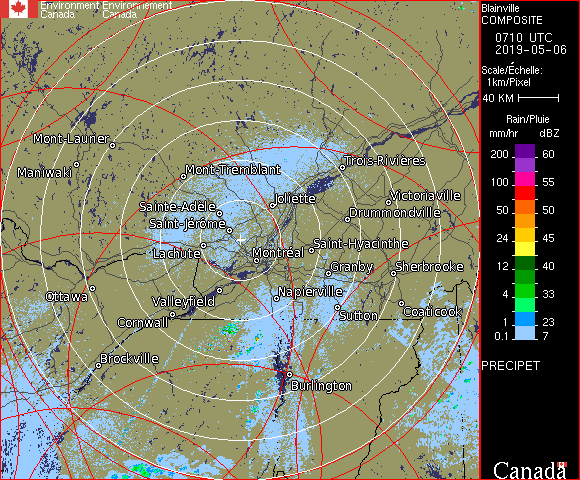 Environment Environnement
Canada Canada
Blainville
COMPOSITE
0710 UTC
2019-05-06
Scale/Échelle:
1km/Pixel
40 KM
Rain/Pluie
mm/hr dBZ
200 60
100 55
50 50
24 45
12 40
4 33
1 23
0.1 7
PRECIPET
Canada
Mont-Laurier
Maniwaki
Mont-Tremblant
Trois-Rivières
Sainte-Adèle
Joliette
Victoriaville
Drummondville
Saint-Jérôme
Lachute
Montréal
Saint-Hyacinthe
Granby
Sherbrooke
Ottawa
Valleyfield
Napierville
Cornwall
Sutton
Coaticook
Brockville
Burlington